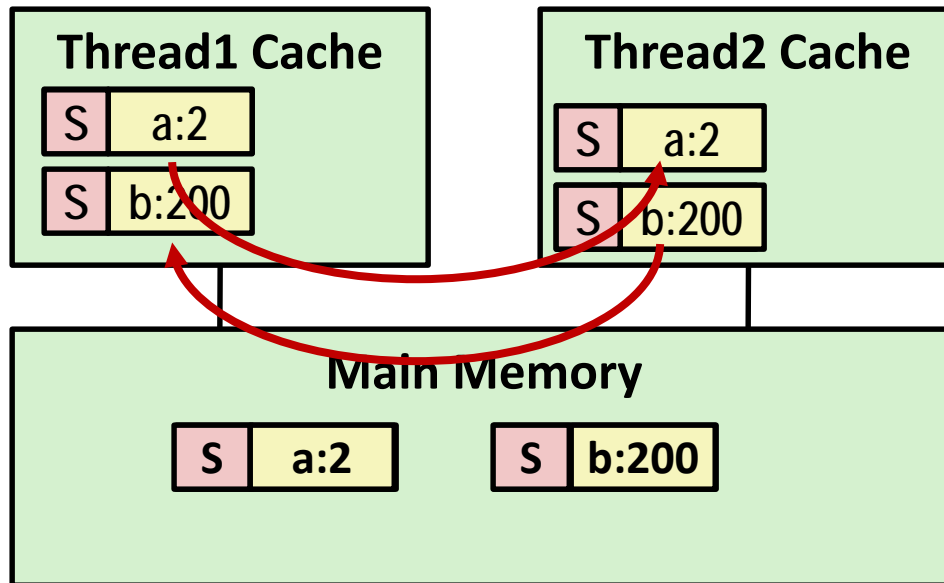 Thread1 Cache
S a:2
S b:200
Thread2 Cache
S a:2
S b:200
Main Memory
S a:2
S b:200